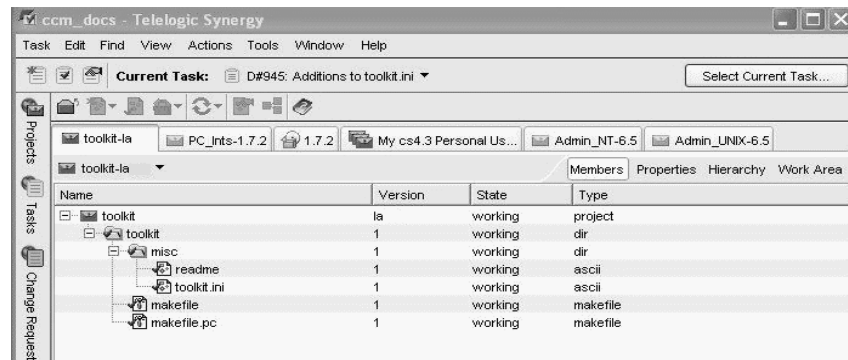 ccm_docs - Telelogic Synergy
Task Edit Find View Actions Tools Window Help
Current Task: D#945: Additions to toolkit.ini
Select Current Task...
toolkit-la PC_Ints-1.7.2 1.7.2 My cs4.3 Personal Us... Admin_NT-6.5 Admin_UNIX-6.5
toolkit-la Members Properties Hierarchy Work Area
Name Version State Type
toolkit la working project
toolkit 1 working dir
misc 1 working dir
readme 1 working ascii
toolkit.ini 1 working ascii
makefile 1 working makefile
makefile.pc 1 working makefile
Projects
Tasks
Change Request